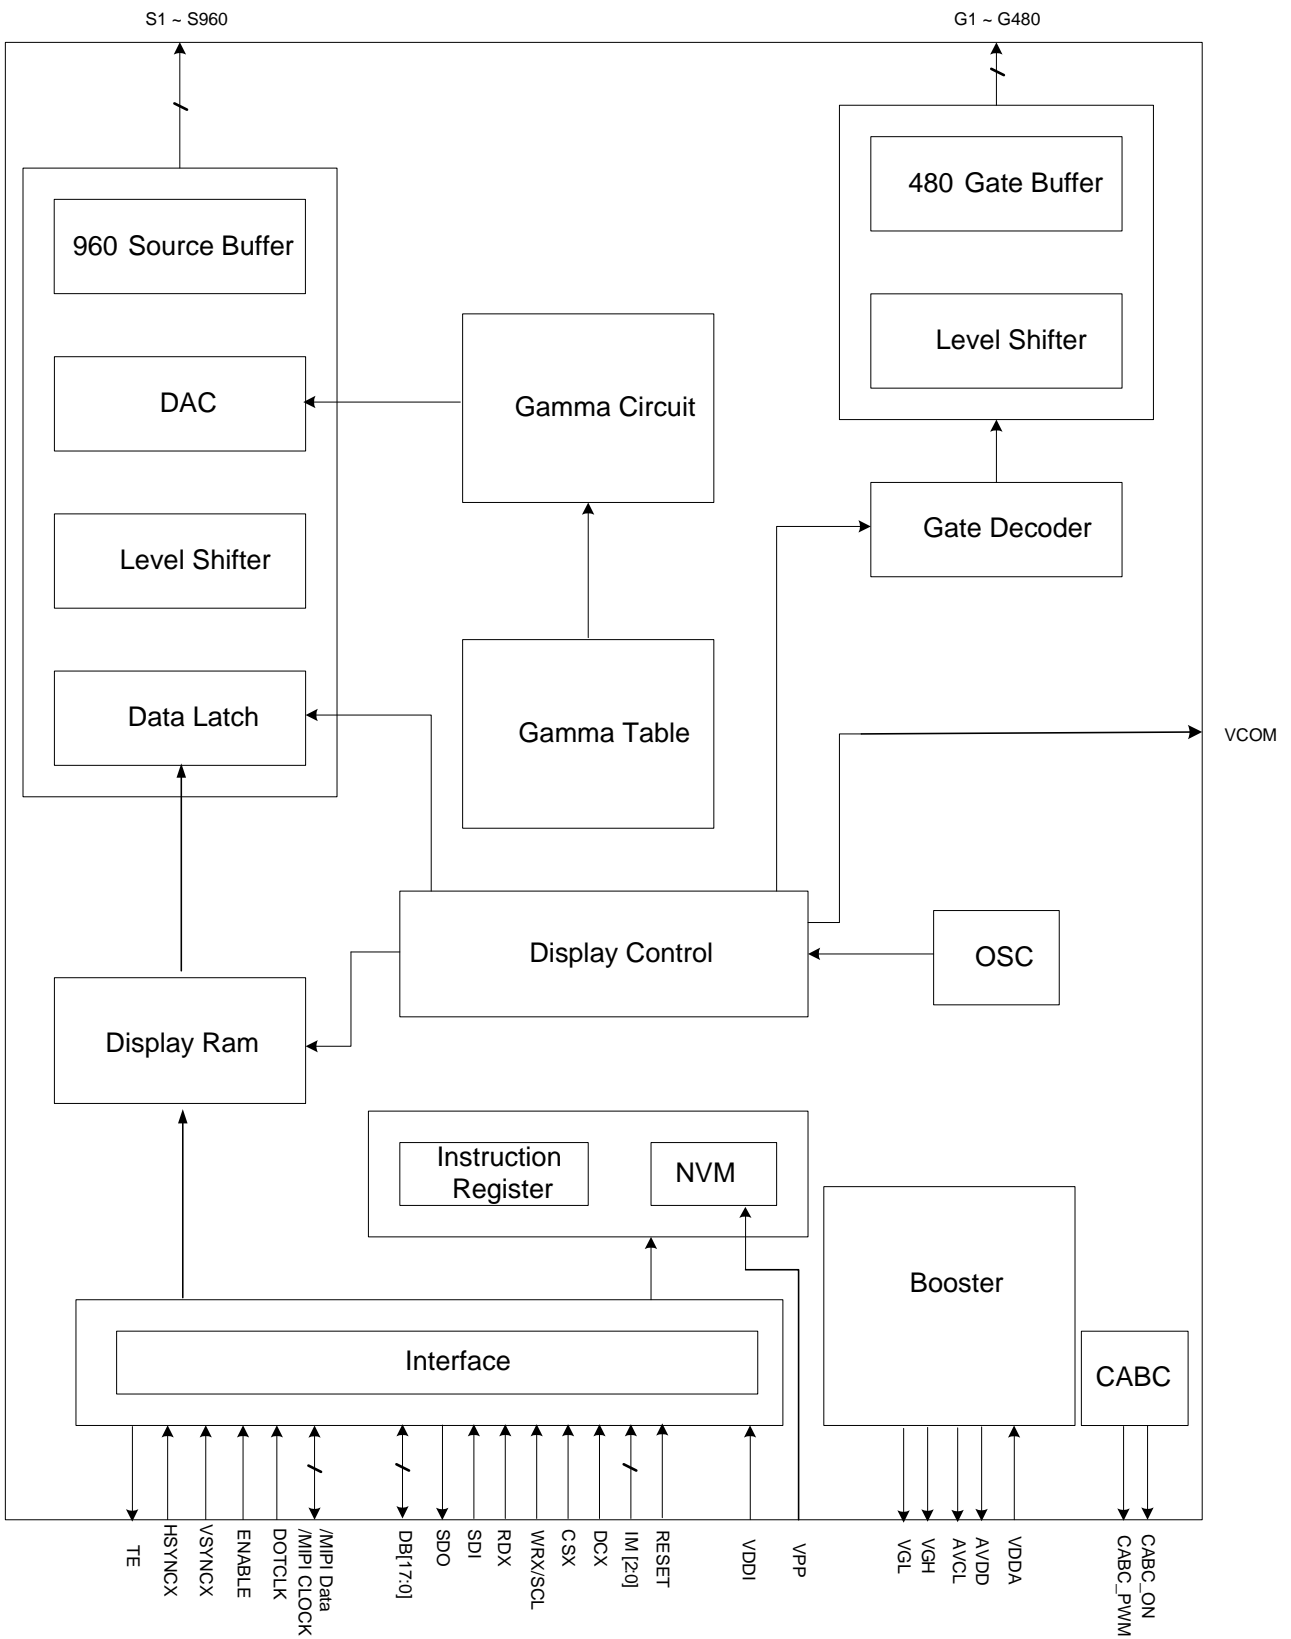 S1 ~ S960
G1 ~ G480
480 Gate Buffer
960 Source Buffer
Level Shifter
DAC
Gamma Circuit
Gate Decoder
Level Shifter
Data Latch
Gamma Table
VCOM
Display Control
OSC
Display Ram
Instruction
Register
NVM
Booster
Interface
CABC
TE
HSYNCX
VSYNCX
ENABLE
DOTCLK
/MIPI Data
/MIPI CLOCK
DB[17:0]
SDO
SDI
RDX
WRX/SCL
CSX
DCX
IM [2:0]
RESET
VDDI
VPP
VGL
VGH
AVCL
AVDD
VDDA
CABC_PWM
CABC_ON